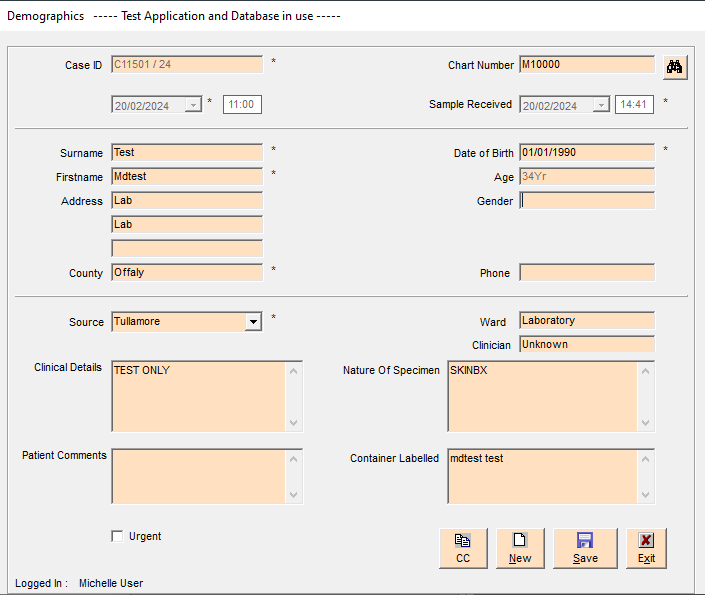 Demographics ----- Test Application and Database in use -----
Case ID C11501 / 24 * Chart Number M10000
20/02/2024 * 11:00 Sample Received 20/02/2024 14:41 *
Surname Test * Date of Birth 01/01/1990 *
Firstname Mdtest * Age 34Yr
Address Lab Gender
Lab
County Offaly * Phone
Source Tullamore * Ward Laboratory
Clinician Unknown
Clinical Details TEST ONLY Nature Of Specimen SKINBX
Patient Comments Container Labelled mdtest test
Urgent
CC New Save Exit
Logged In : Michelle User